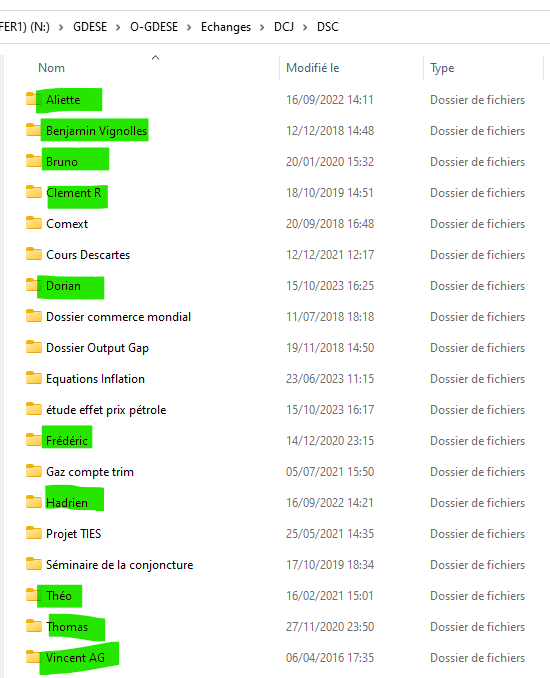 FER1) (N:) > GDESE > O-GDESE > Echanges > DCJ > DSC
Nom Modifié le Type
Aliette 16/09/2022 14:11 Dossier de fichiers
Benjamin Vignolles 12/12/2018 14:48 Dossier de fichiers
Bruno 20/01/2020 15:32 Dossier de fichiers
Clement R 18/10/2019 14:51 Dossier de fichiers
Comext 20/09/2018 16:48 Dossier de fichiers
Cours Descartes 12/12/2021 12:17 Dossier de fichiers
Dorian 15/10/2023 16:25 Dossier de fichiers
Dossier commerce mondial 11/07/2018 18:18 Dossier de fichiers
Dossier Output Gap 19/11/2018 14:50 Dossier de fichiers
Equations Inflation 23/06/2023 11:15 Dossier de fichiers
étude effet prix pétrole 15/10/2023 16:17 Dossier de fichiers
Frédéric 14/12/2020 23:15 Dossier de fichiers
Gaz compte trim 05/07/2021 15:50 Dossier de fichiers
Hadrien 16/09/2022 14:21 Dossier de fichiers
Projet TIES 25/05/2021 14:35 Dossier de fichiers
Séminaire de la conjoncture 17/10/2019 18:34 Dossier de fichiers
Théo 16/02/2021 15:01 Dossier de fichiers
Thomas 27/11/2020 23:50 Dossier de fichiers
Vincent AG 06/04/2016 17:35 Dossier de fichiers